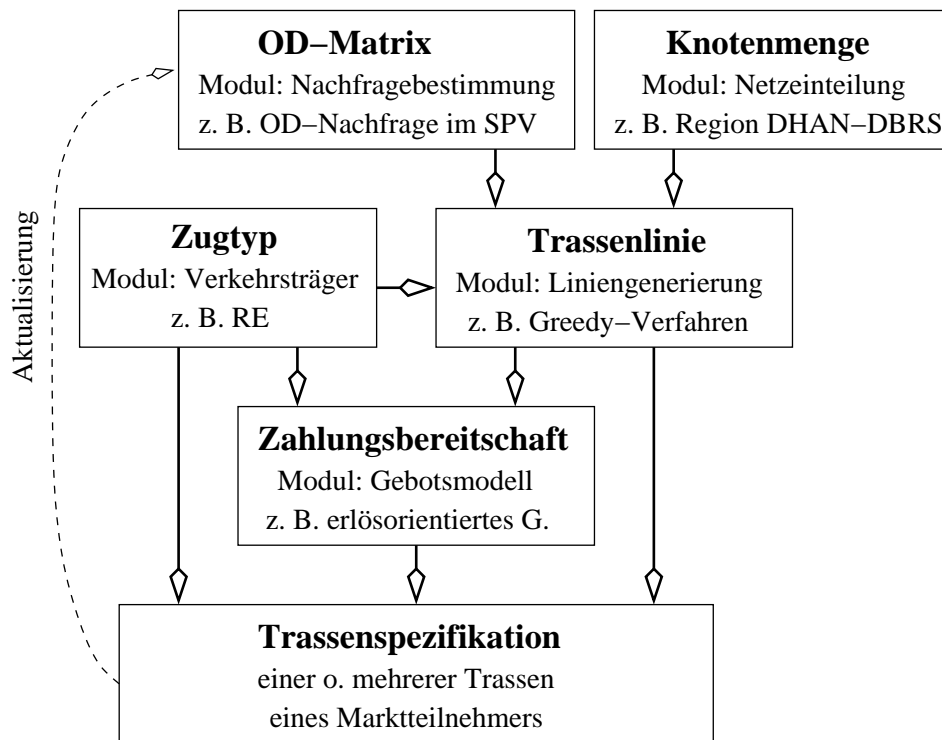 OD–Matrix
Modul: Nachfragebestimmung
z. B. OD–Nachfrage im SPV
Knotenmenge
Modul: Netzeinteilung
z. B. Region DHAN–DBRS
Aktualisierung
Zugtyp
Modul: Verkehrsträger
z. B. RE
Trassenlinie
Modul: Liniengenerierung
z. B. Greedy–Verfahren
Zahlungsbereitschaft
Modul: Gebotsmodell
z. B. erlösorientiertes G.
Trassenspezifikation
einer o. mehrerer Trassen
eines Marktteilnehmers